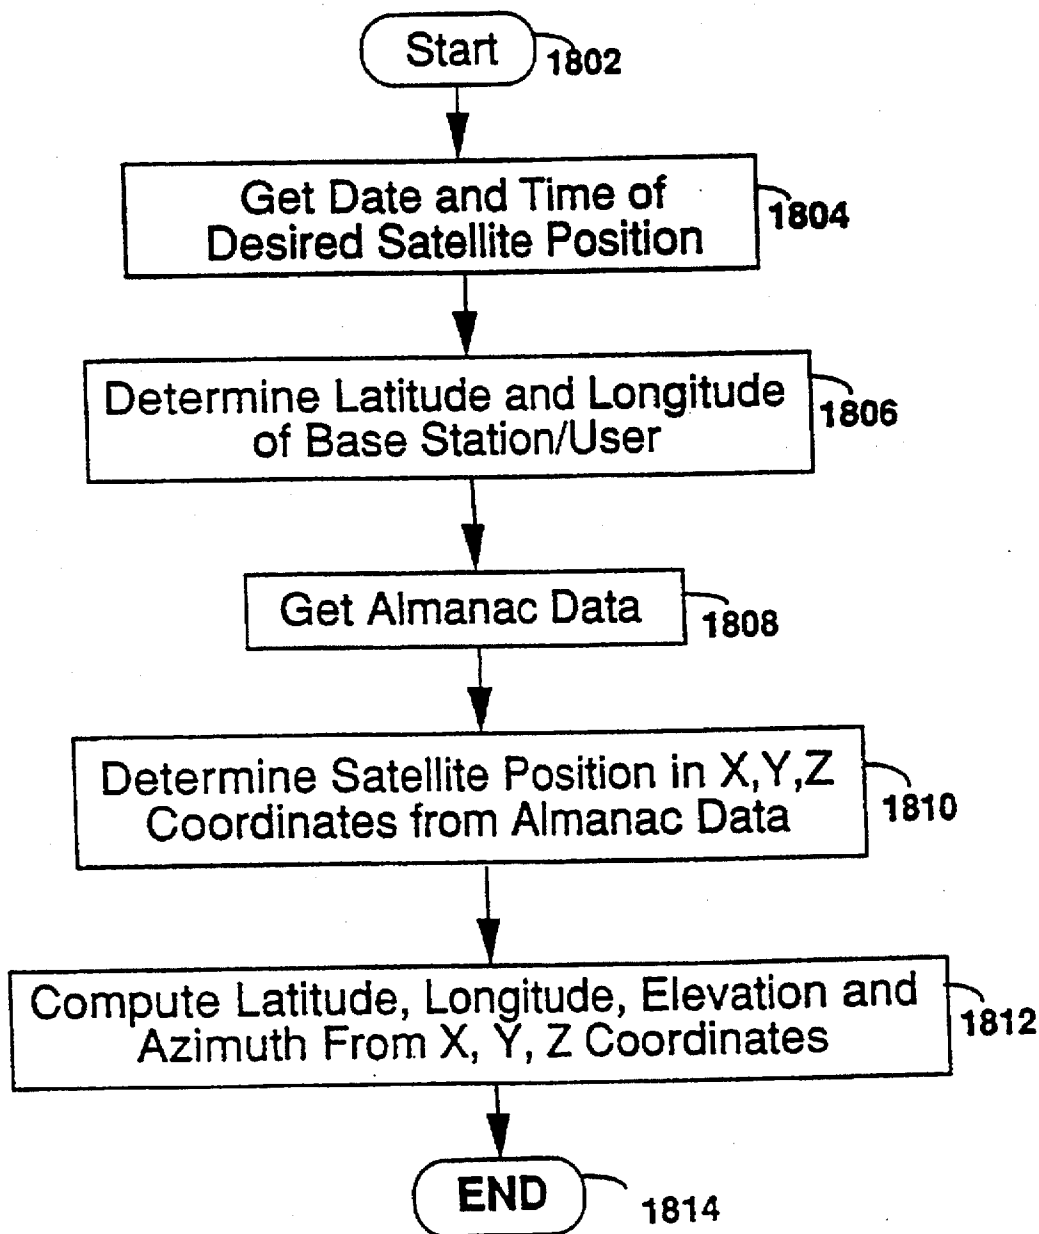 Start
1802
Get Date and Time of
Desired Satellite Position
1804
Determine Latitude and Longitude
of Base Station/User
1806
Get Almanac Data
1808
Determine Satellite Position in X,Y,Z
Coordinates from Almanac Data
1810
Compute Latitude, Longitude, Elevation and
Azimuth From X, Y, Z Coordinates
1812
END
1814